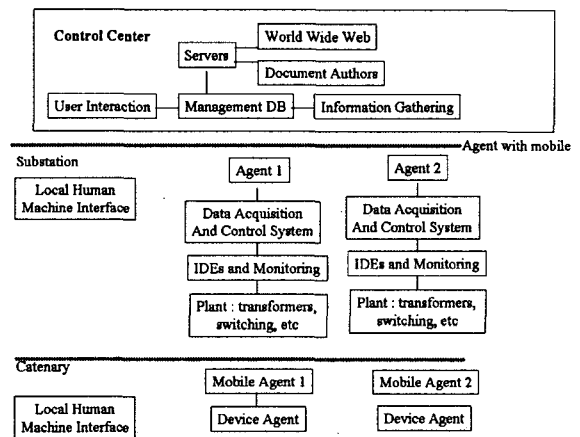 Control Center
World Wide Web
Servers
Document Authors
User Interaction
Management DB
Information Gathering
Agent with mobile
Substation
Agent 1
Agent 2
Local Human
Machine Interface
Data Acquisition
And Control System
Data Acquisition
And Control System
IDEs and Monitoring
IDEs and Monitoring
Plant : transformers,
switching, etc
Plant : transformers,
switching, etc
Catenary
Mobile Agent 1
Mobile Agent 2
Local Human
Machine Interface
Device Agent
Device Agent